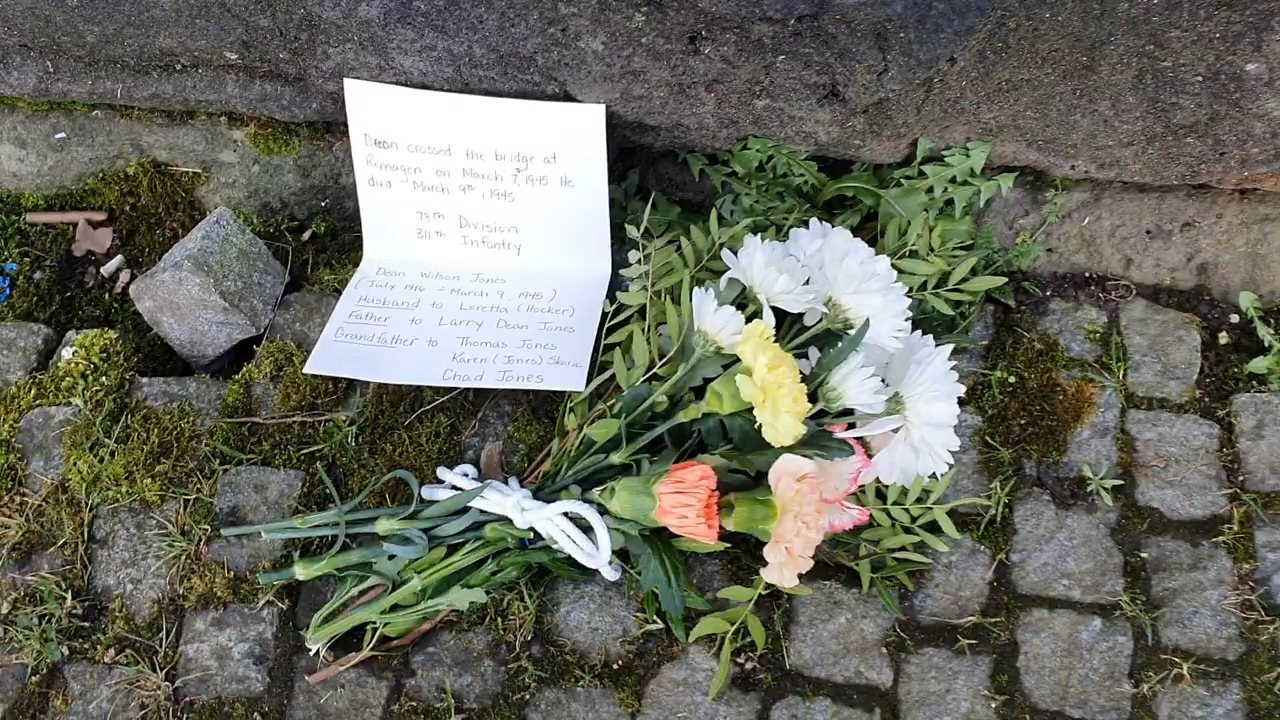 Dean crossed the bridge at
Remagen on March 7, 1945 He
died March 9th, 1945
78th Division
311th Infantry
Dean Wilson Jones
(July 1916 - March 9, 1945)
Husband to Loretta (Hocker)
Father to Larry Dean Jones
Grandfather to Thomas Jones
Karen (Jones)
Chad Jones